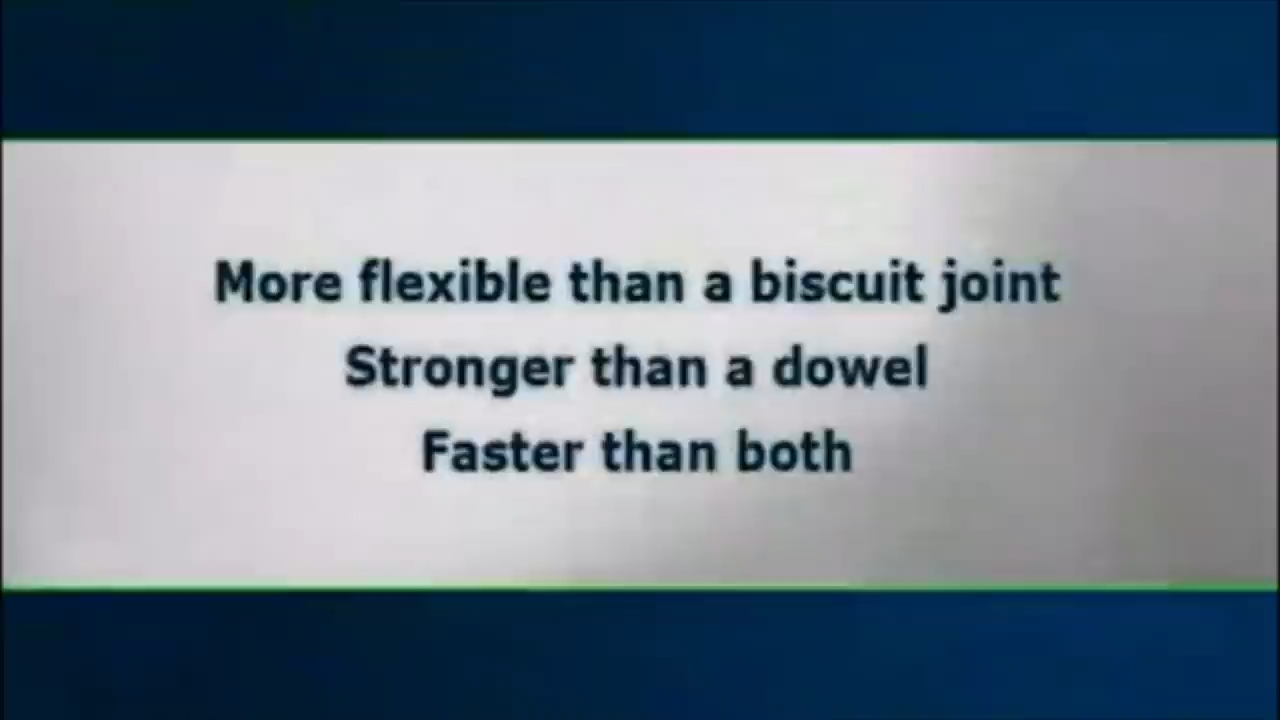 More flexible than a biscuit joint
Stronger than a dowel
Faster than both